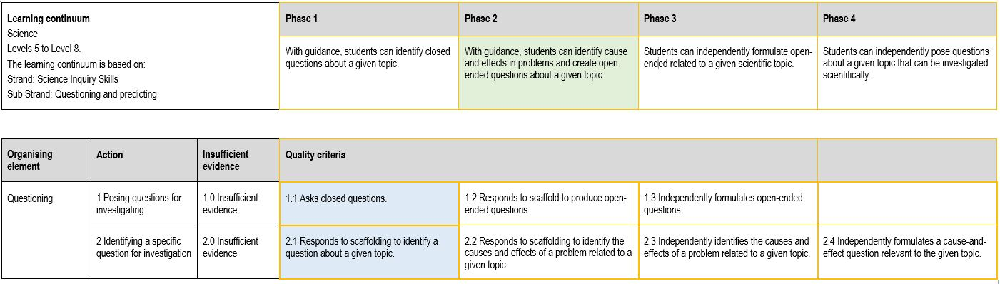 Learning continuum
Science
Levels 5 to Level 8.
The learning continuum is based on:
Strand: Science Inquiry Skills
Sub Strand: Questioning and predicting
Phase 1
With guidance, students can identify closed
questions about a given topic.
Phase 2
With guidance, students can identify cause
and effects in problems and create open-
ended questions about a given topic.
Phase 3
Students can independently formulate open-
ended related to a given scientific topic.
Phase 4
Students can independently pose questions
about a given topic that can be investigated
scientifically.
Organising
element
Action
Insufficient
evidence
Quality criteria
Questioning
1 Posing questions for
investigating
1.0 Insufficient
evidence
1.1 Asks closed questions.
1.2 Responds to scaffold to produce open-
ended questions.
1.3 Independently formulates open-ended
questions.
2 Identifying a specific
question for investigation
2.0 Insufficient
evidence
2.1 Responds to scaffolding to identify a
question about a given topic.
2.2 Responds to scaffolding to identify the
causes and effects of a problem related to a
given topic.
2.3 Independently identifies the causes and
effects of a problem related to a given topic.
2.4 Independently formulates a cause-and-
effect question relevant to the given topic.